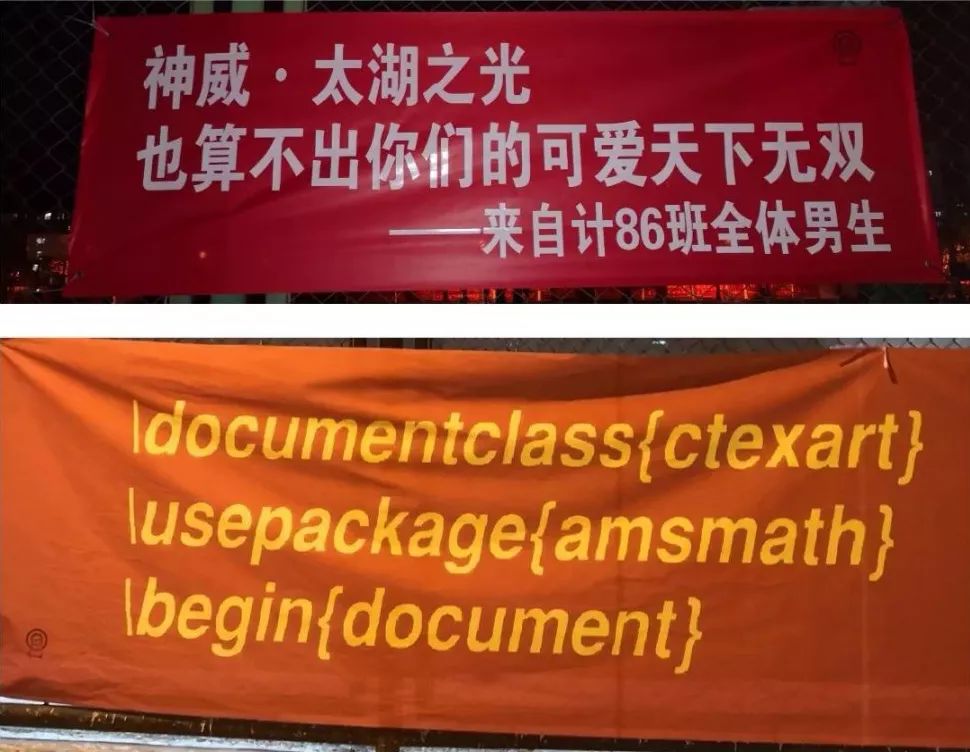 神威·太湖之光
也算不出你们的可爱天下无双
——来自计86班全体男生
\documentclass{ctexart}
\usepackage{amsmath}
\begin{document}